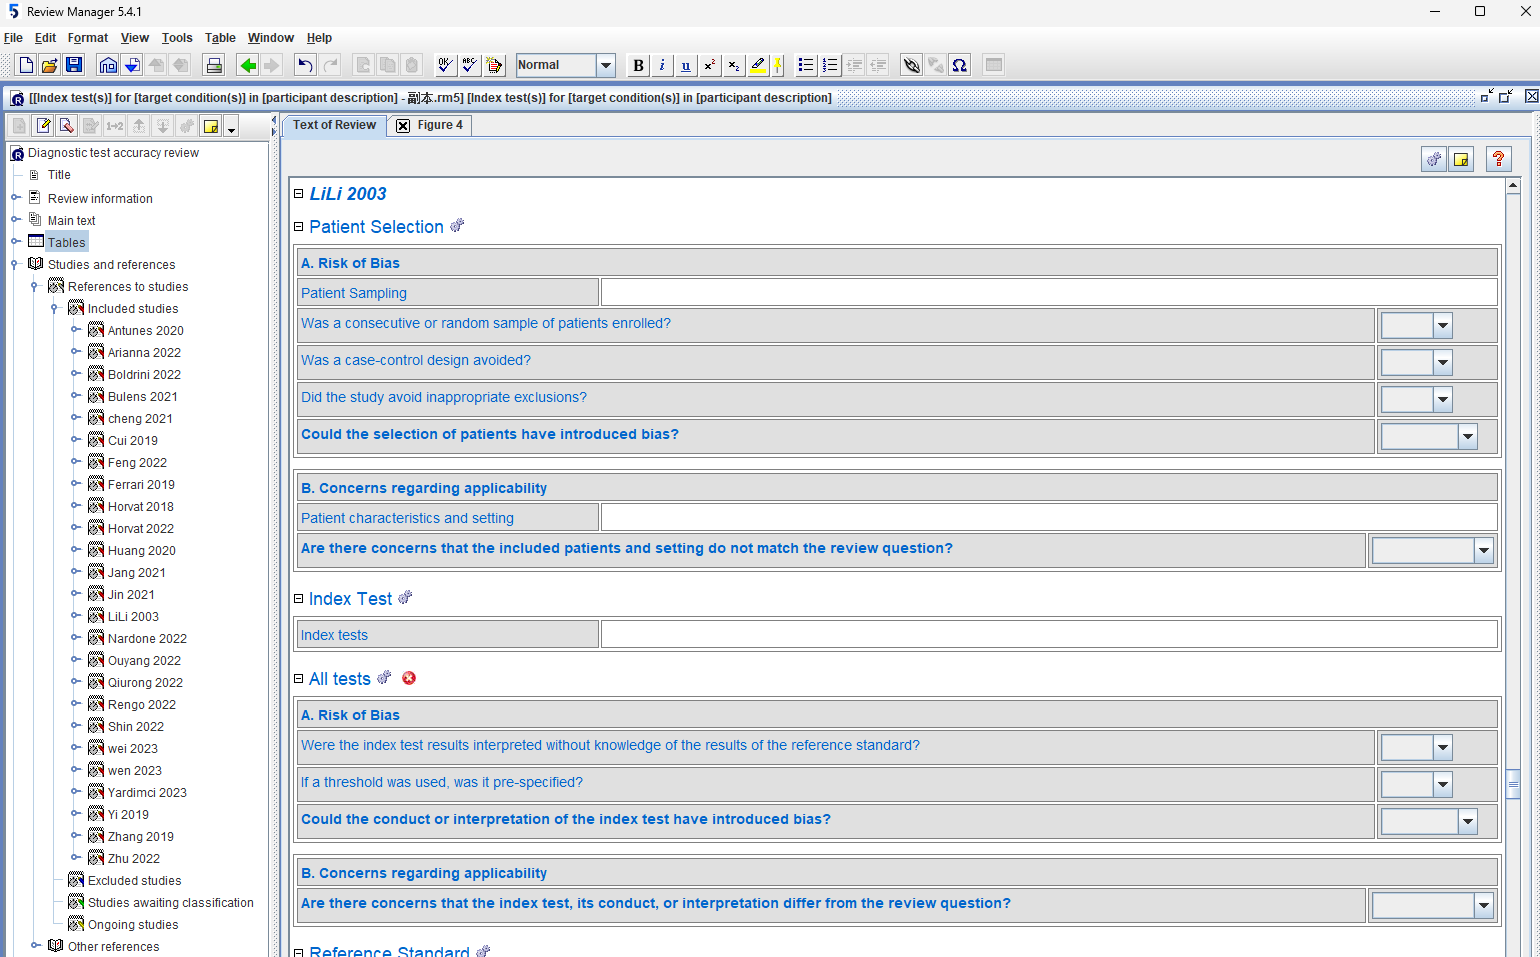 Review Manager 5.4.1
File Edit Format View Tools Table Window Help
Normal
[[Index test(s)] for [target condition(s)] in [participant description] - 副本.rm5] [Index test(s)] for [target condition(s)] in [participant description]
Text of Review
Figure 4
Diagnostic test accuracy review
Title
Review information
Main text
Tables
Studies and references
References to studies
Included studies
Antunes 2020
Arianna 2022
Boldrini 2022
Bulens 2021
cheng 2021
Cui 2019
Feng 2022
Ferrari 2019
Horvat 2018
Horvat 2022
Huang 2020
Jang 2021
Jin 2021
LiLi 2003
Nardone 2022
Ouyang 2022
Qiurong 2022
Rengo 2022
Shin 2022
wei 2023
wen 2023
Yardimci 2023
Yi 2019
Zhang 2019
Zhu 2022
Excluded studies
Studies awaiting classification
Ongoing studies
Other references
LiLi 2003
Patient Selection
A. Risk of Bias
Patient Sampling
Was a consecutive or random sample of patients enrolled?
Was a case-control design avoided?
Did the study avoid inappropriate exclusions?
Could the selection of patients have introduced bias?
B. Concerns regarding applicability
Patient characteristics and setting
Are there concerns that the included patients and setting do not match the review question?
Index Test
Index tests
All tests
A. Risk of Bias
Were the index test results interpreted without knowledge of the results of the reference standard?
If a threshold was used, was it pre-specified?
Could the conduct or interpretation of the index test have introduced bias?
B. Concerns regarding applicability
Are there concerns that the index test, its conduct, or interpretation differ from the review question?
Reference Standard